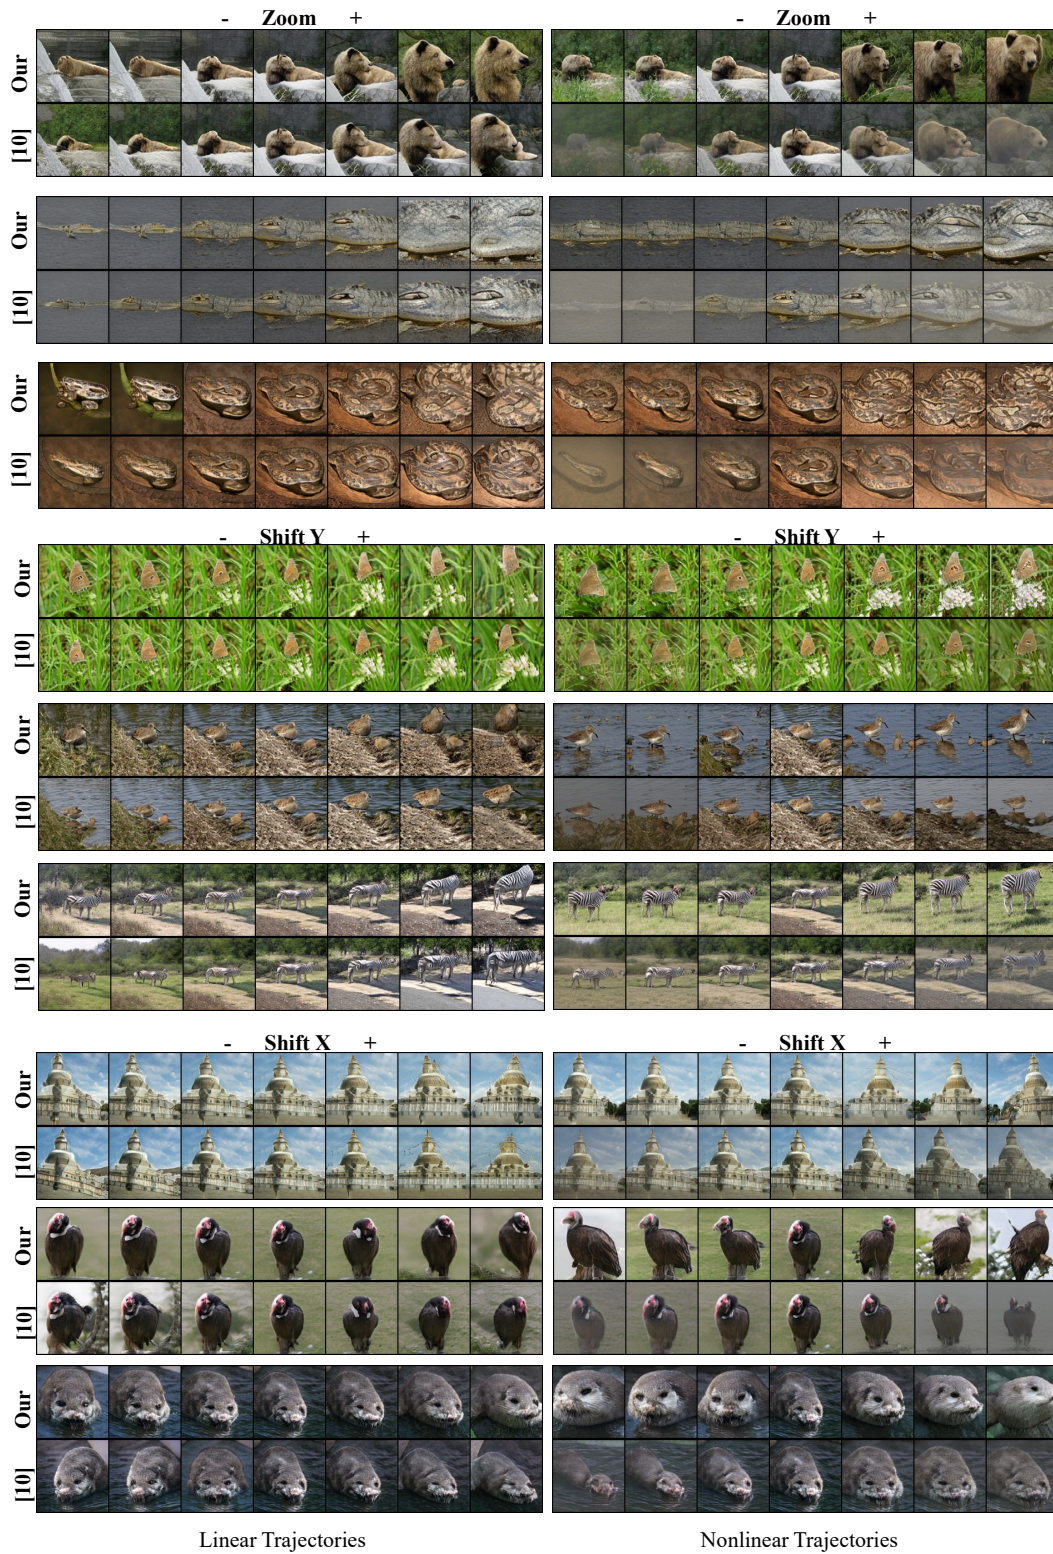 - Zoom +
- Zoom +
Our
[10]
Our
[10]
Our
[10]
- Shift Y +
- Shift Y +
Our
[10]
Our
[10]
Our
[10]
- Shift X +
- Shift X +
Our
[10]
Our
[10]
Our
[10]
Linear Trajectories
Nonlinear Trajectories